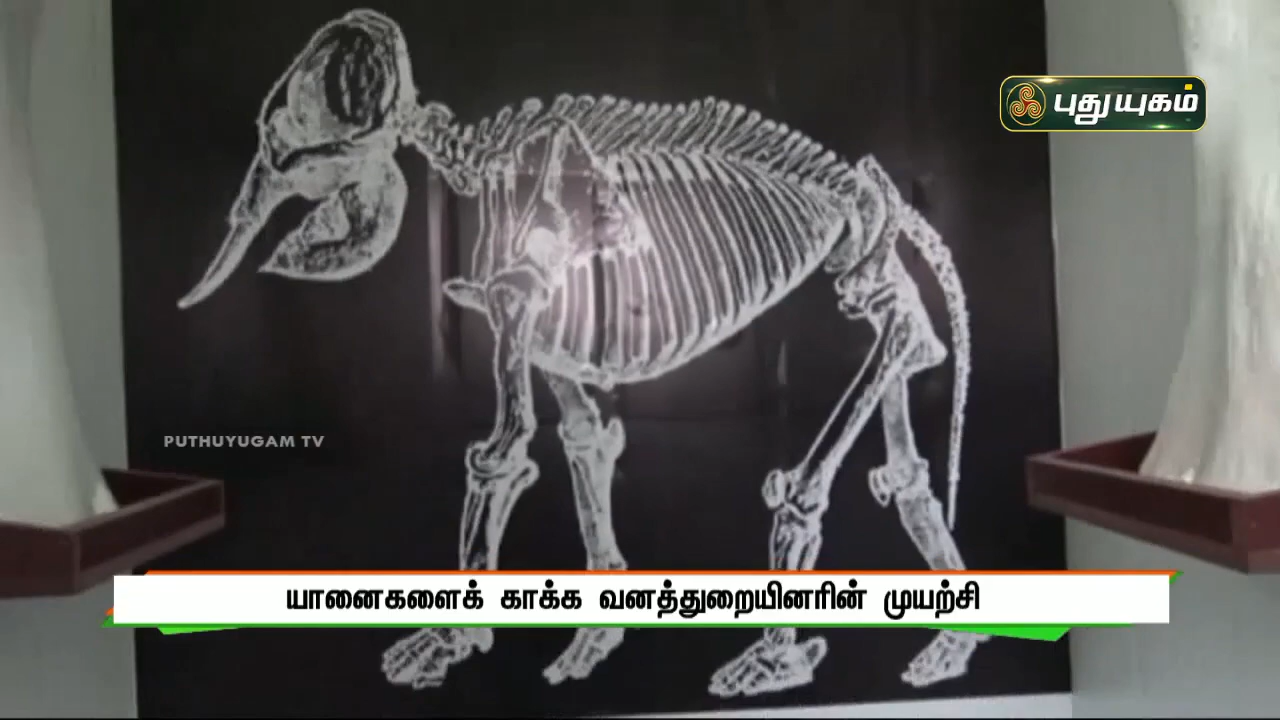 புதுயுகம்
PUTHUYUGAM TV
யானைகளைக் காக்க வனத்துறையினரின் முயற்சி